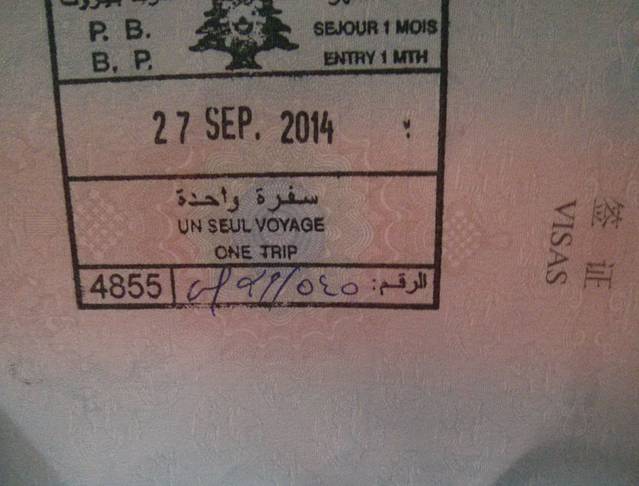 P. B.
B. P.
SEJOUR 1 MOIS
ENTRY 1 MTH
27 SEP. 2014
سفرة واحدة
UN SEUL VOYAGE
ONE TRIP
4855
الرقم:
签证
VISAS